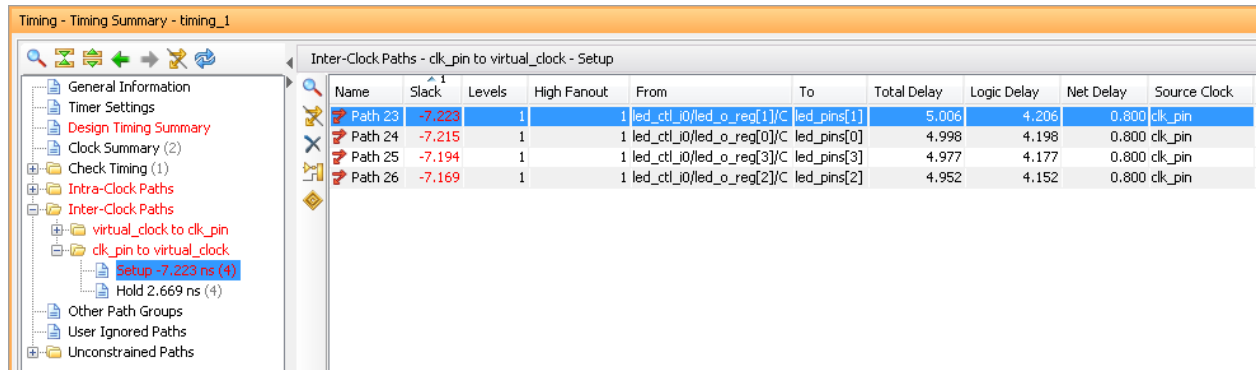 Timing - Timing Summary - timing_1
General Information
Timer Settings
Design Timing Summary
Clock Summary (2)
Check Timing (1)
Intra-Clock Paths
Inter-Clock Paths
virtual_clock to clk_pin
clk_pin to virtual_clock
Setup -7.223 ns (4)
Hold 2.669 ns (4)
Other Path Groups
User Ignored Paths
Unconstrained Paths
Inter-Clock Paths - clk_pin to virtual_clock - Setup
Name Slack 1 Levels High Fanout From To Total Delay Logic Delay Net Delay Source Clock
Path 23 -7.223 1 1 led_ctl_i0/led_o_reg[1]/C led_pins[1] 5.006 4.206 0.800 clk_pin
Path 24 -7.215 1 1 led_ctl_i0/led_o_reg[0]/C led_pins[0] 4.998 4.198 0.800 clk_pin
Path 25 -7.194 1 1 led_ctl_i0/led_o_reg[3]/C led_pins[3] 4.977 4.177 0.800 clk_pin
Path 26 -7.169 1 1 led_ctl_i0/led_o_reg[2]/C led_pins[2] 4.952 4.152 0.800 clk_pin